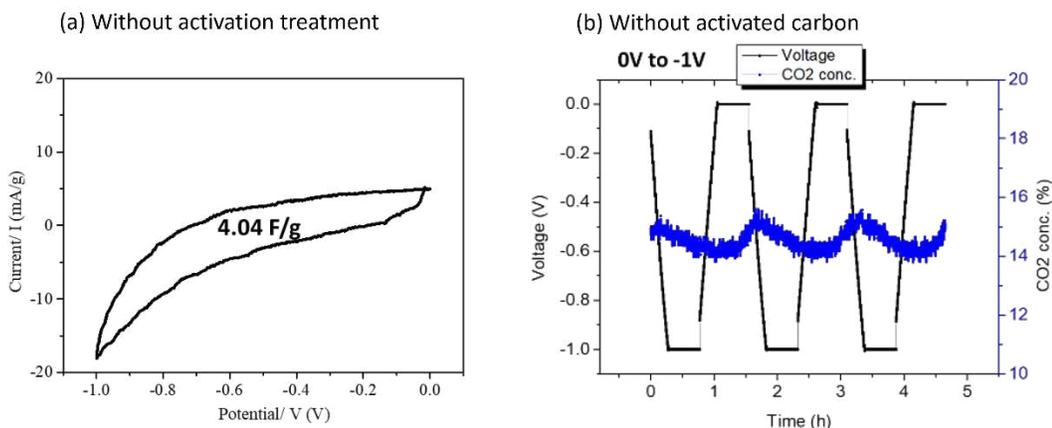 (a) Without activation treatment
20
10
0
-10
-20
Current/ I (mA/g)
4.04 F/g
-1.0 -0.8 -0.6 -0.4 -0.2 0.0
Potential/ V (V)
(b) Without activated carbon
0V to -1V
Voltage
CO2 conc.
0.0
-0.2
-0.4
-0.6
-0.8
-1.0
Voltage (V)
20
18
16
14
12
10
CO2 conc. (%)
0 1 2 3 4 5
Time (h)